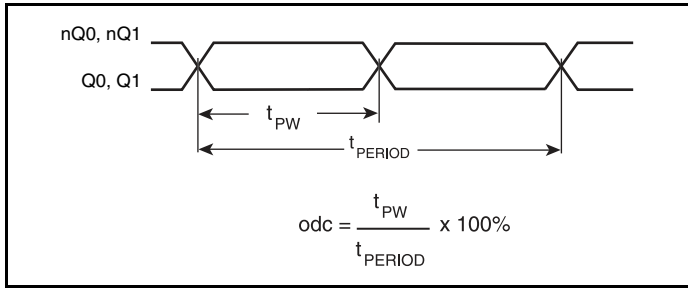 nQ0, nQ1
Q0, Q1
tPW
tPERIOD
odc = tPW / tPERIOD x 100%